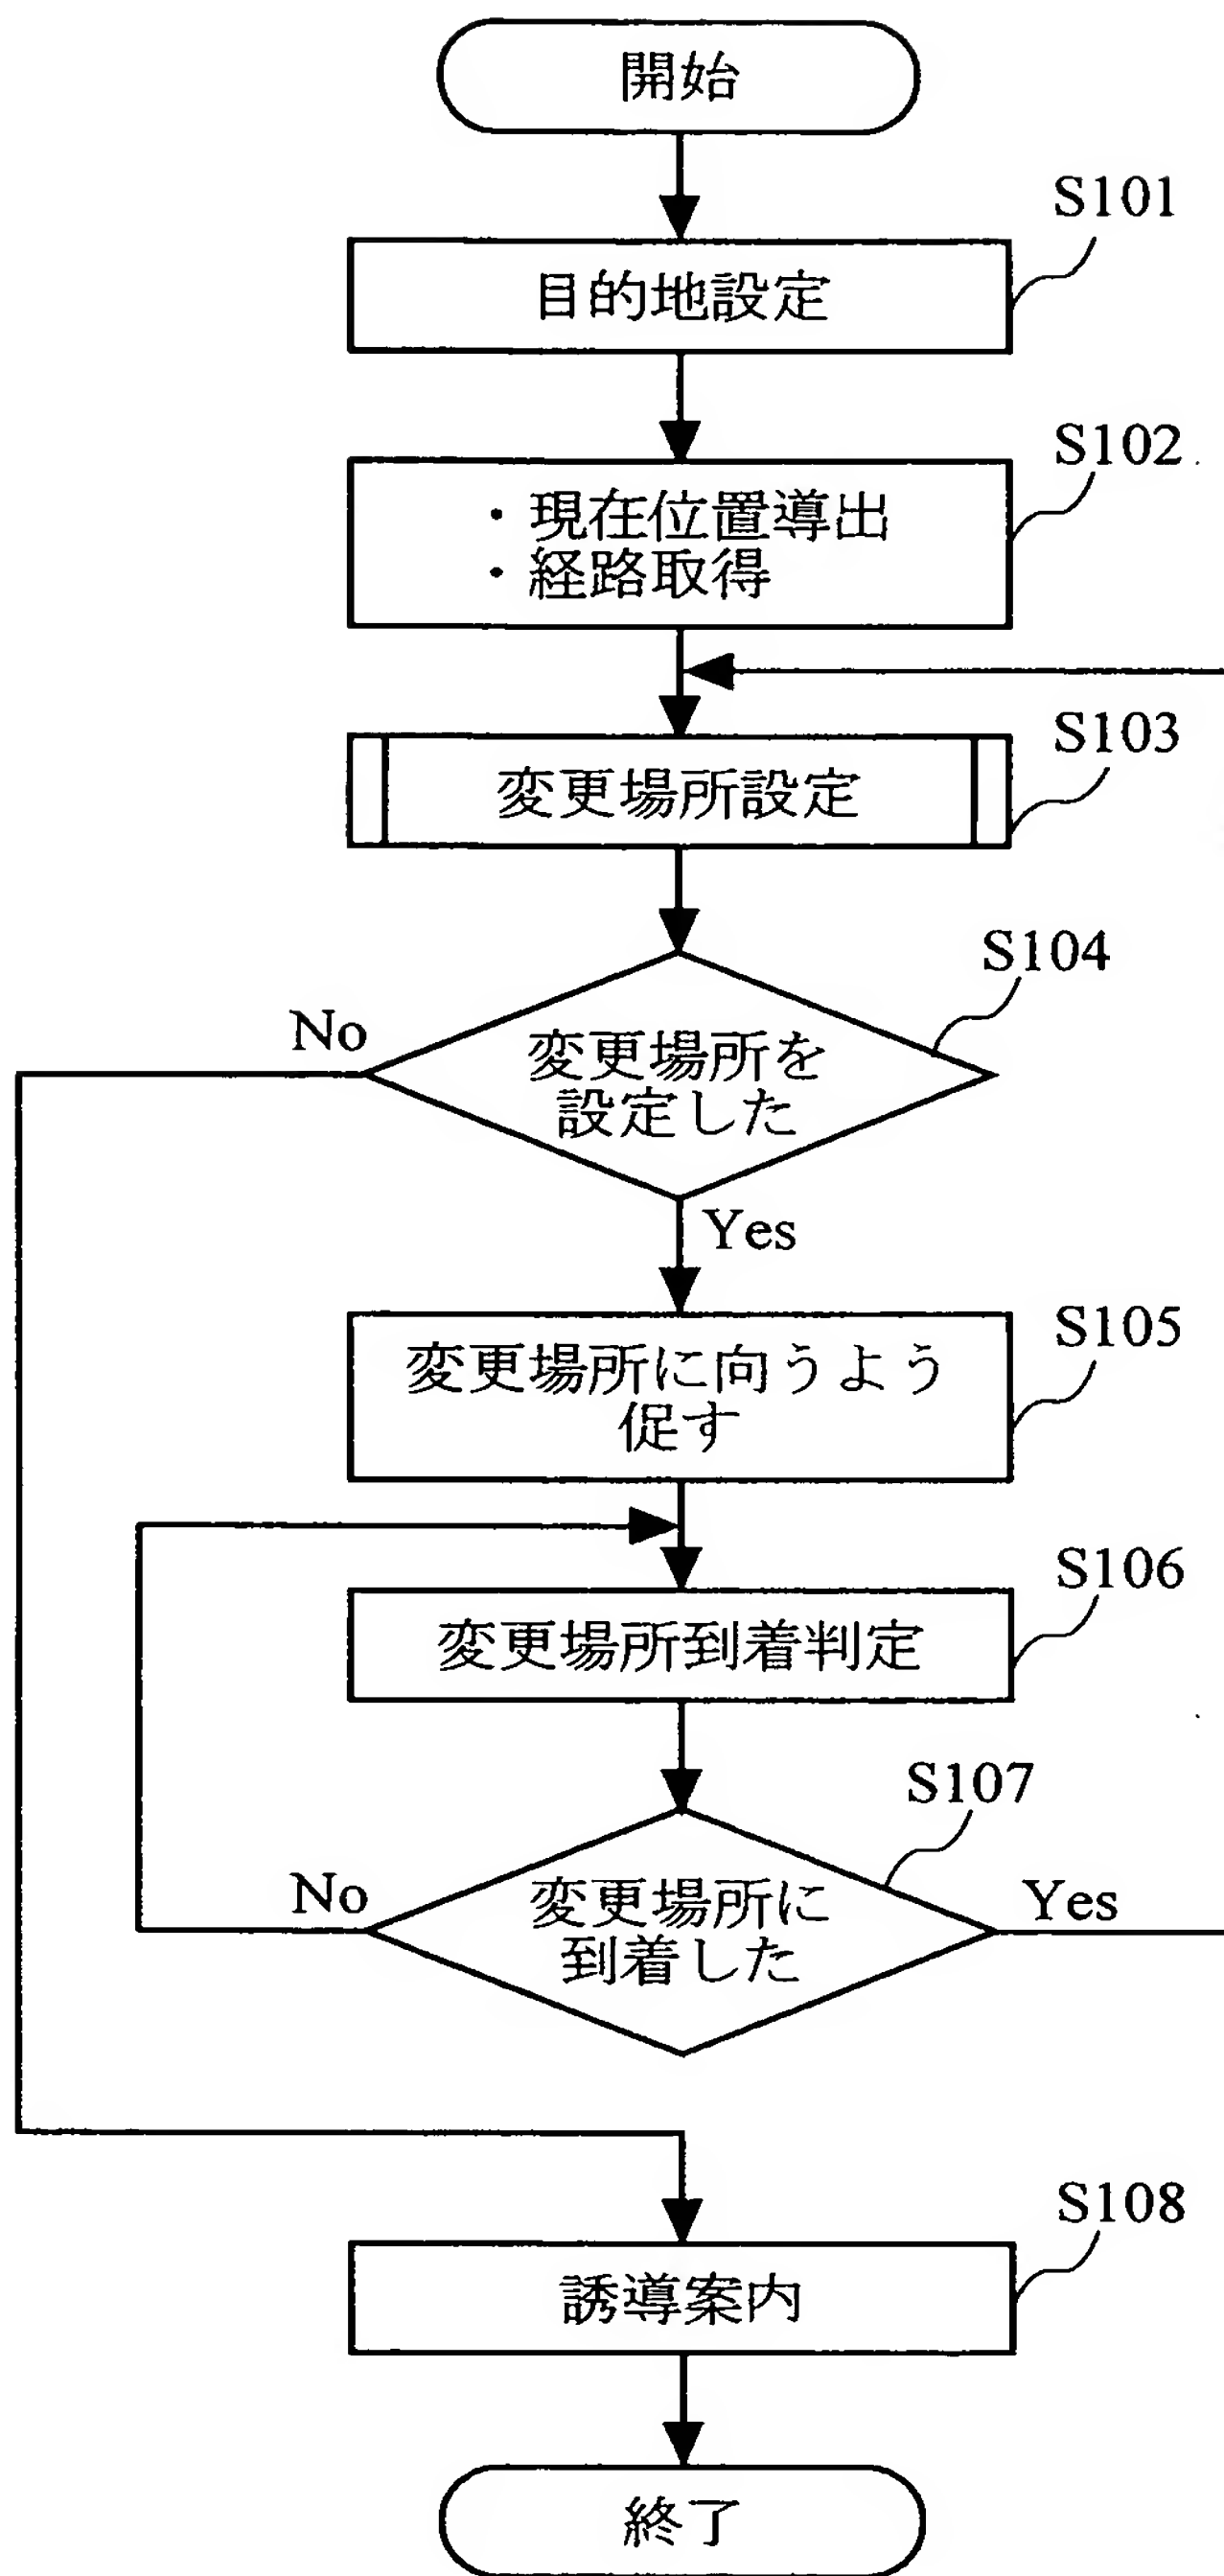 開始
S101
目的地設定
S102
・現在位置導出
・経路取得
S103
変更場所設定
S104
No
変更場所を
設定した
Yes
S105
変更場所に向うよう
促す
S106
変更場所到着判定
S107
No
変更場所に
到着した
Yes
S108
誘導案内
終了